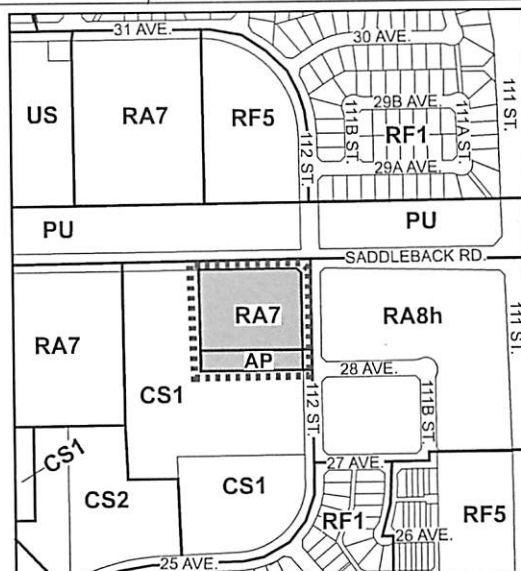 31 AVE.
30 AVE.
US
RA7
RF5
29B AVE.
111B ST.
RF1
111A ST.
111 ST.
112 ST.
29A AVE.
PU
PU
SADDLEBACK RD.
RA7
RA7
RA8h
111 ST.
AP
28 AVE.
CS1
112 ST.
111B ST.
CS1
27 AVE.
CS2
CS1
RF1
RF5
26 AVE.
25 AVE.